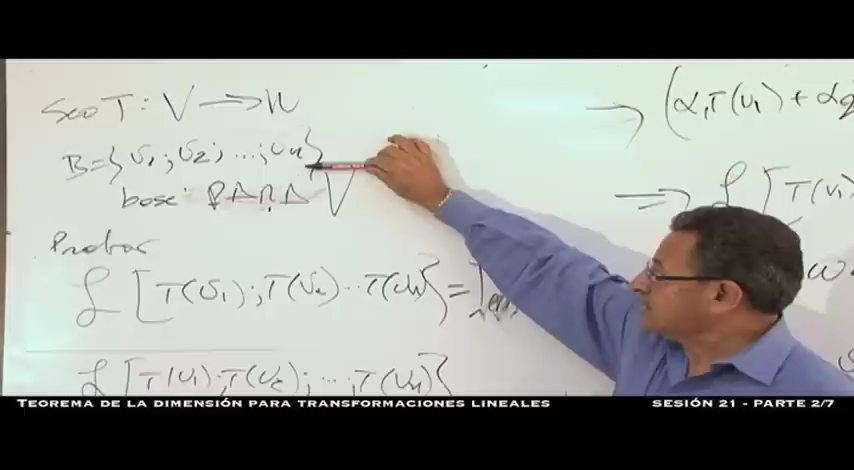 Sea T: V → W
B={v1; v2; ...; vn}
base PARA V
Probar
L [T(v1); T(v2)...T(vn)} =
L [T(v1); T(v2); ...; T(vn)}
→ (α1T(v1) + α2
⇒ L [T(v1)
TEOREMA DE LA DIMENSIÓN PARA TRANSFORMACIONES LINEALES
SESIÓN 21 - PARTE 2/7